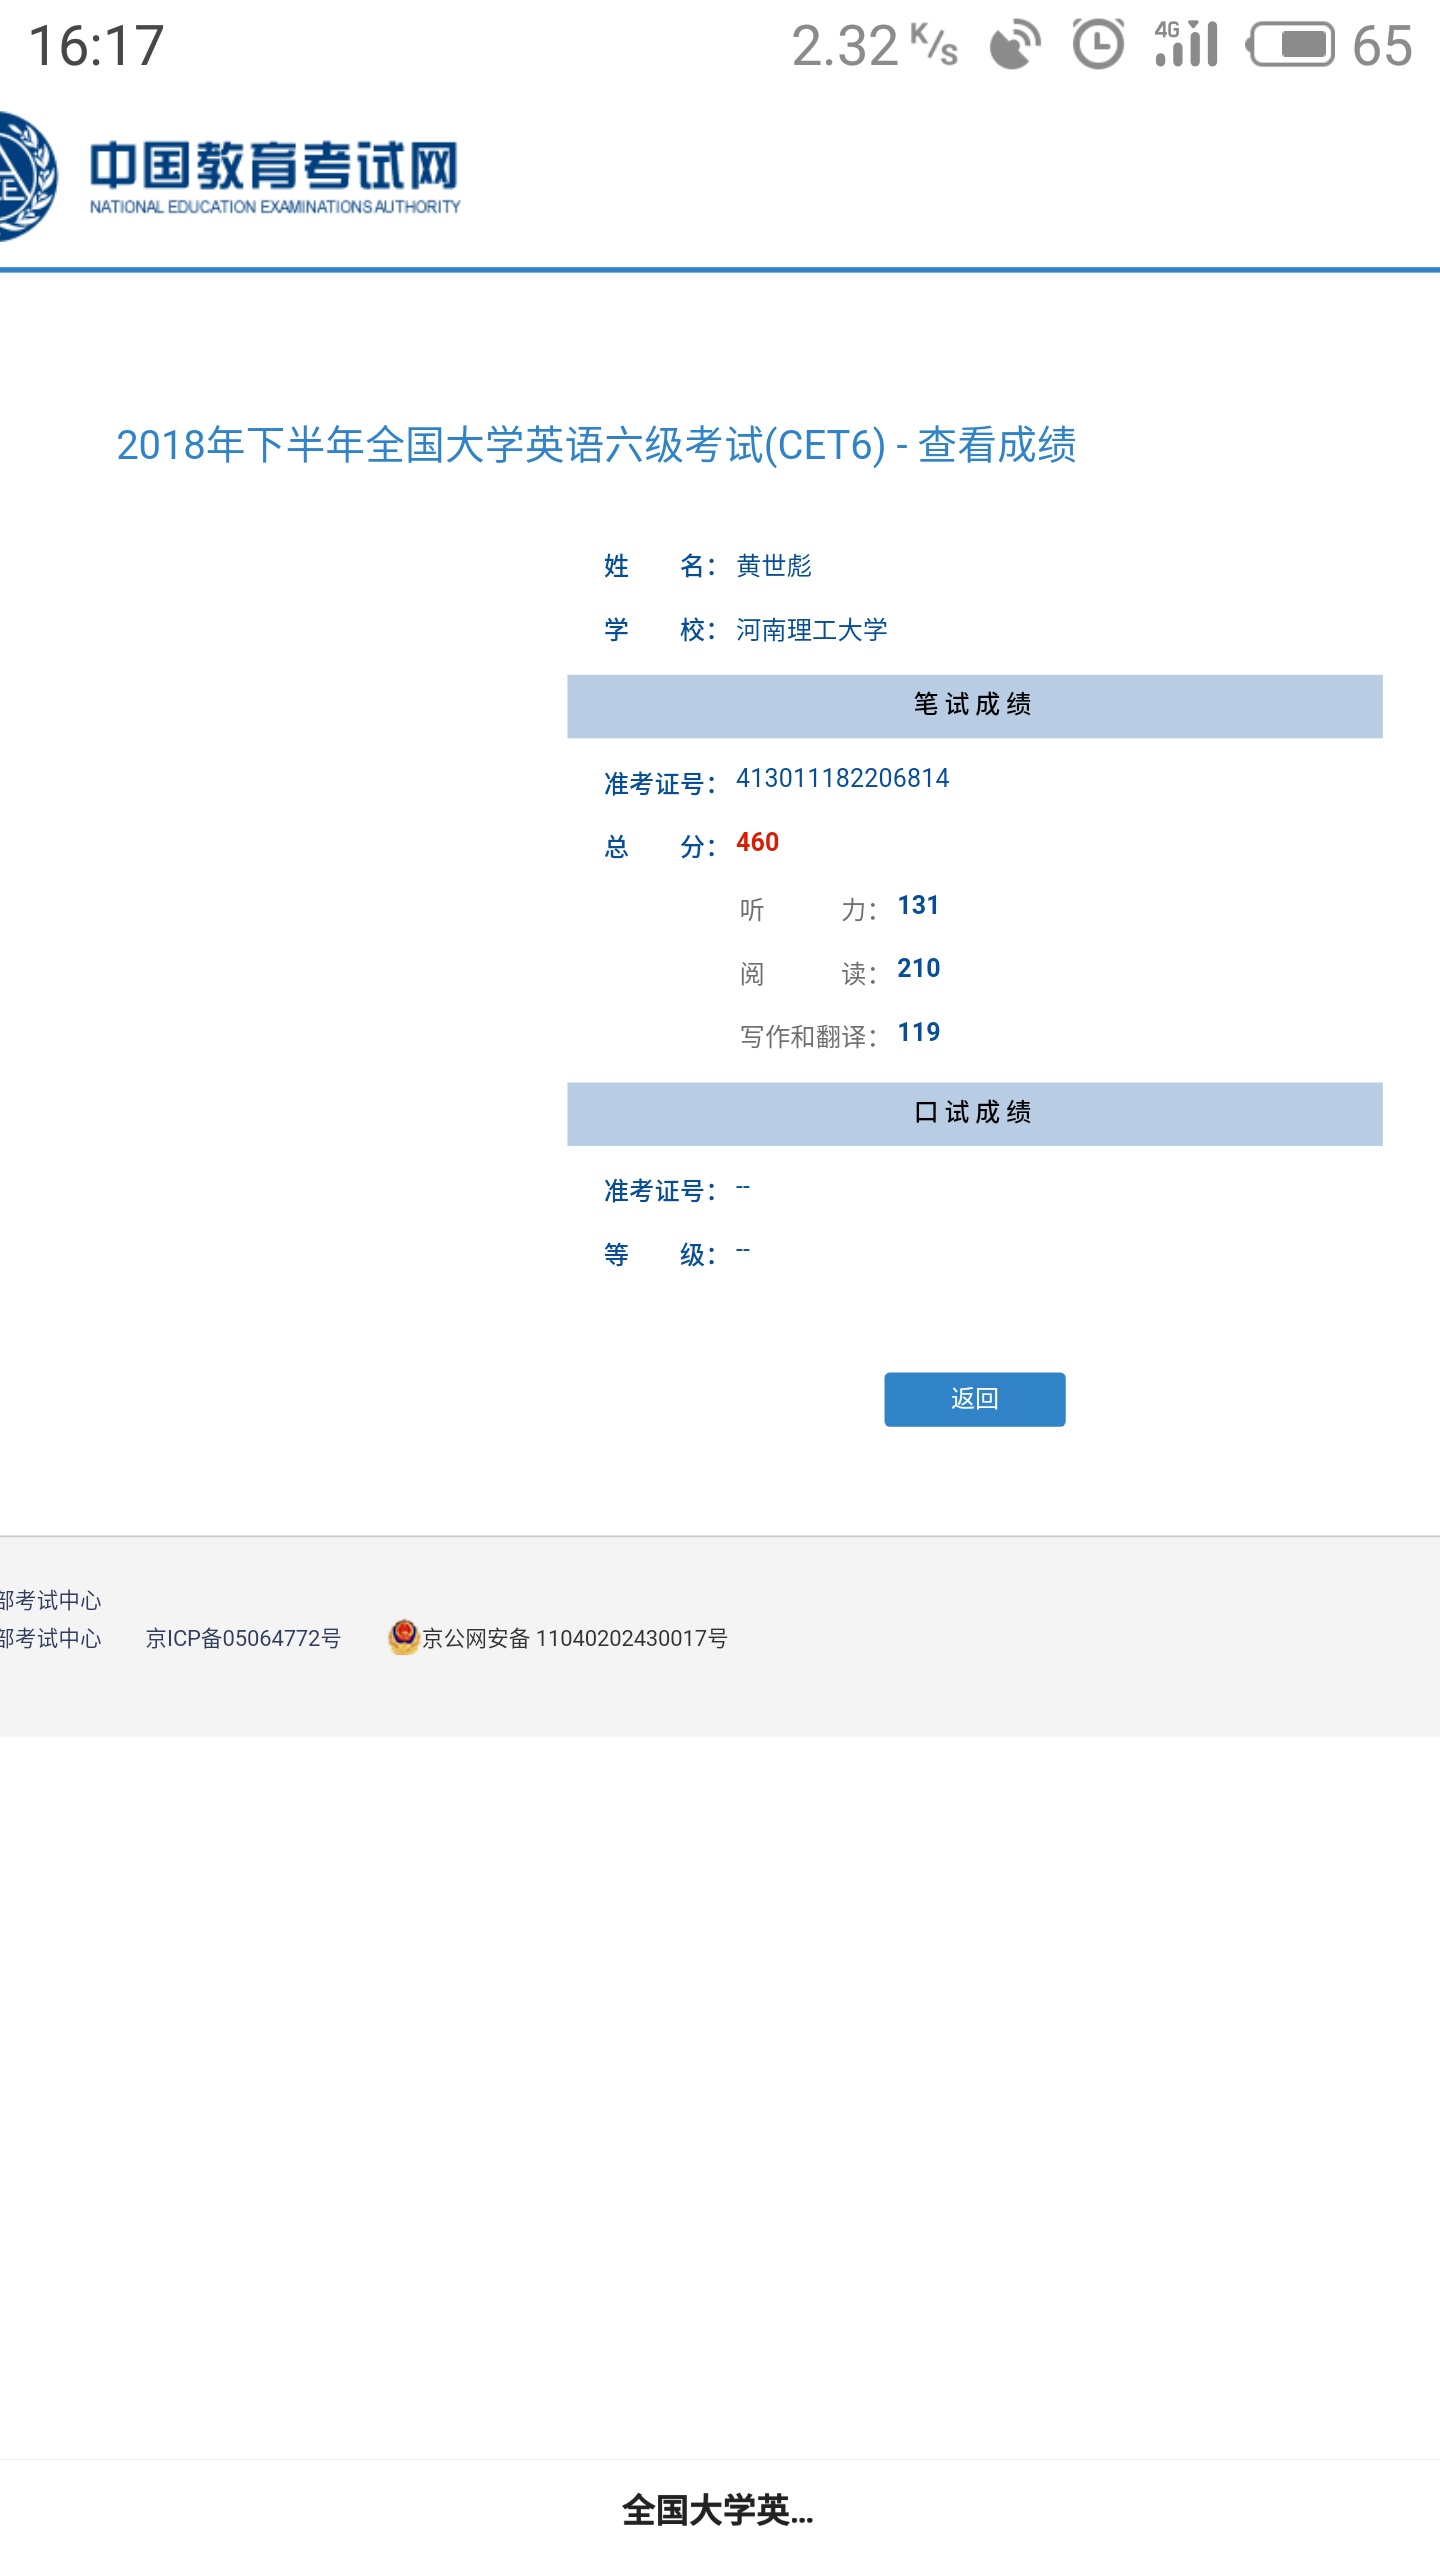 16:17 2.32 K/s 4G 65
中国教育考试网
NATIONAL EDUCATION EXAMINATIONS AUTHORITY
2018年下半年全国大学英语六级考试(CET6) - 查看成绩
姓 名： 黄世彪
学 校： 河南理工大学
笔试成绩
准考证号： 413011182206814
总 分： 460
听 力： 131
阅 读： 210
写作和翻译： 119
口试成绩
准考证号： --
等 级： --
返回
部考试中心
部考试中心 京ICP备05064772号 京公网安备 11040202430017号
全国大学英...